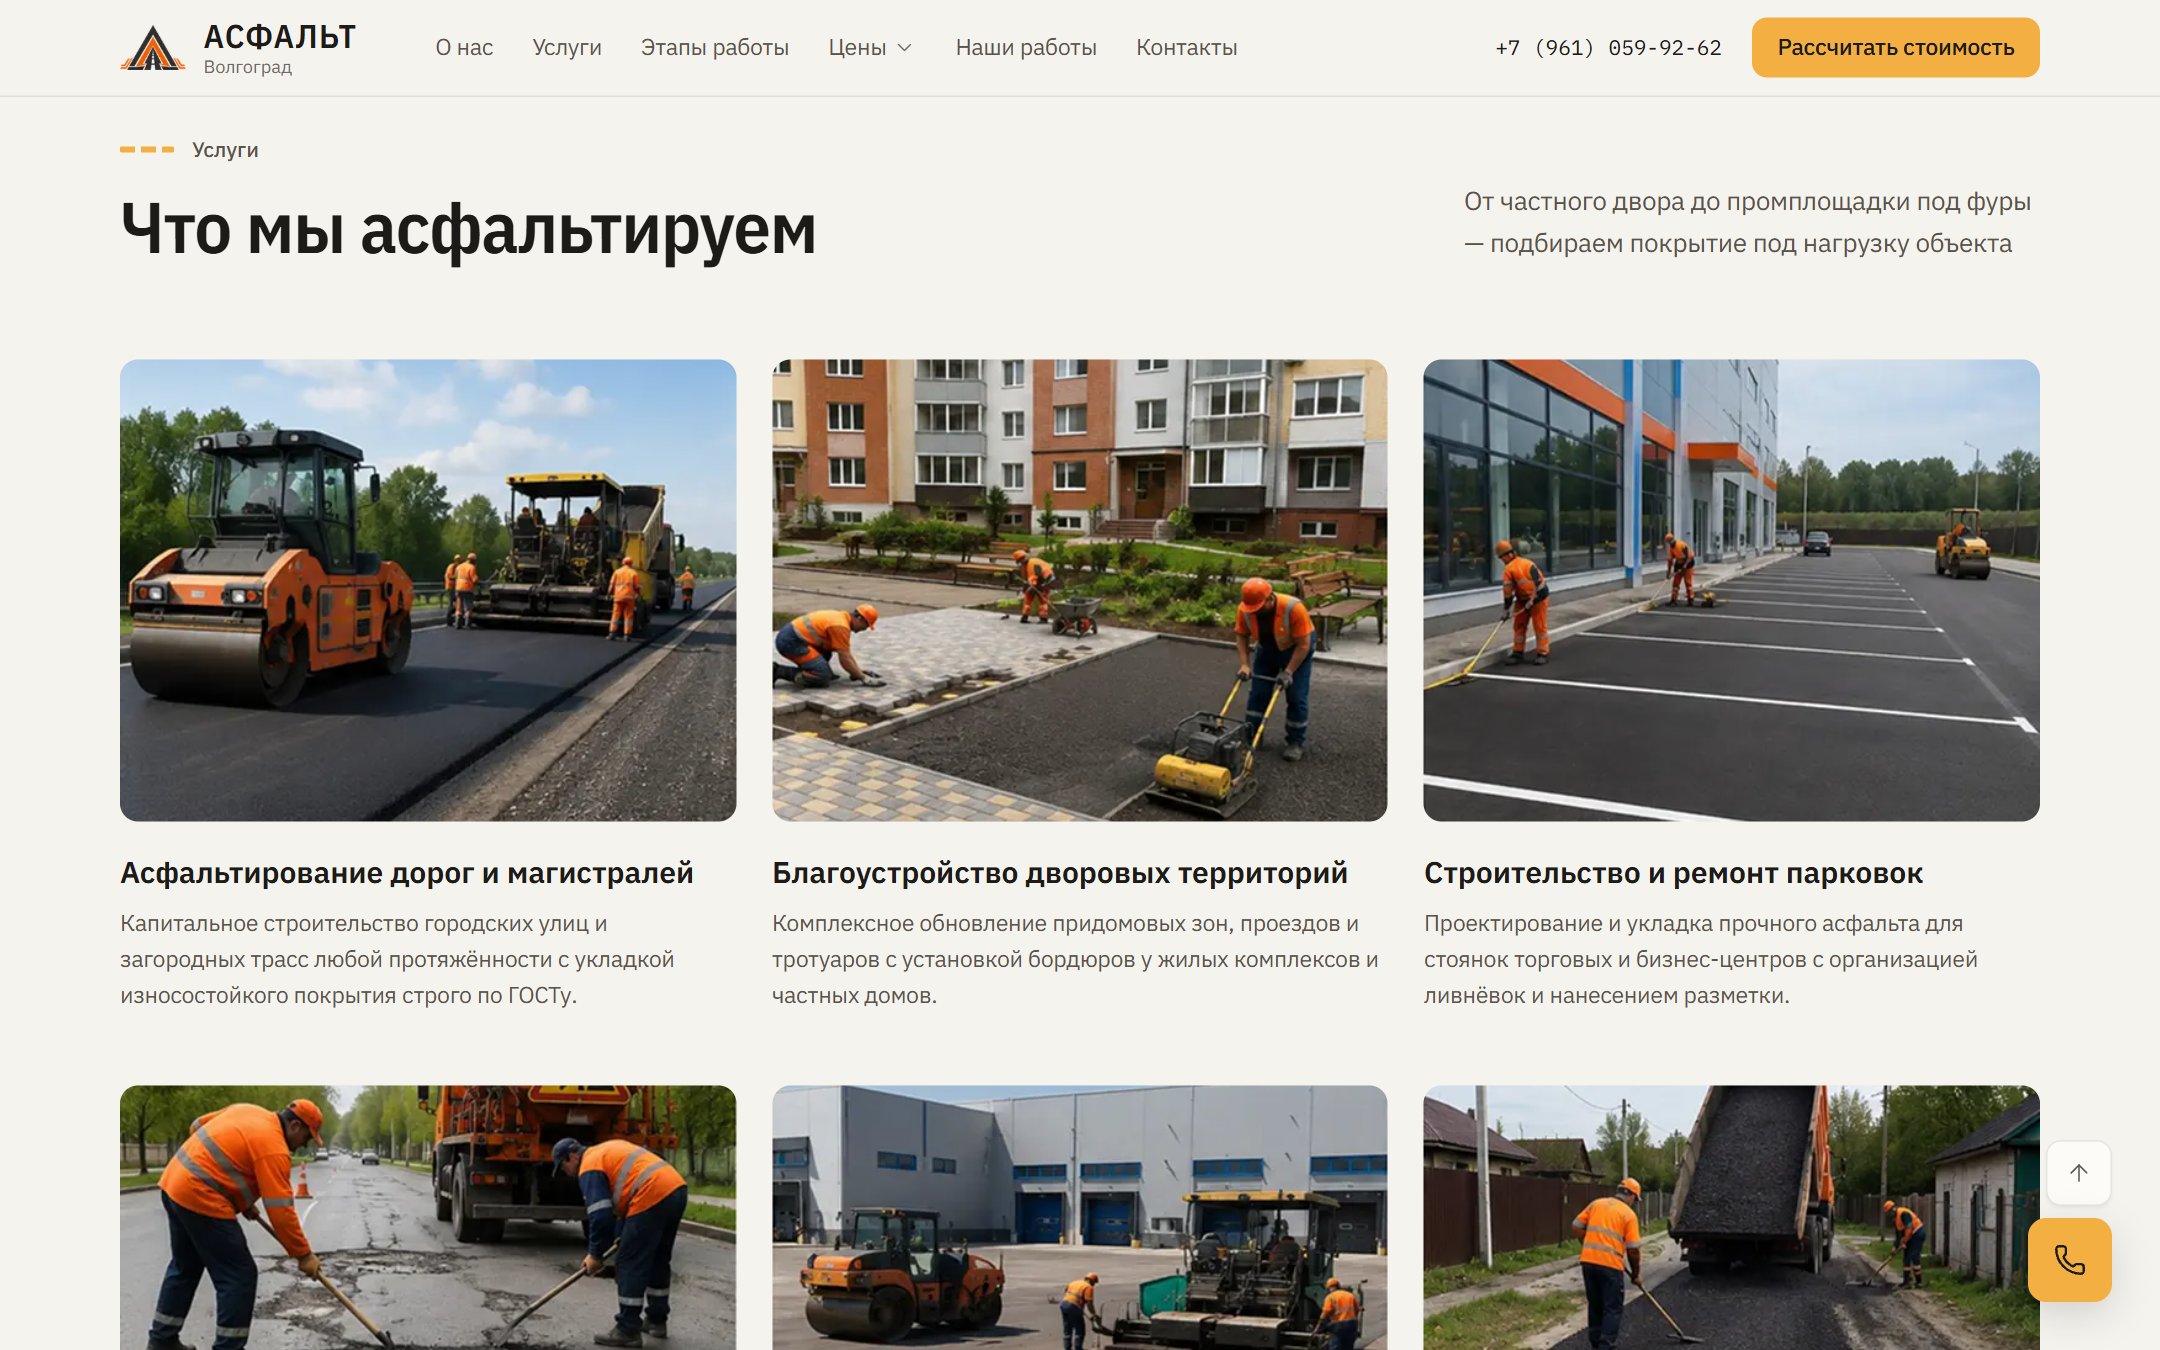 АСФАЛЬТ
Волгоград
О нас
Услуги
Этапы работы
Цены
Наши работы
Контакты
+7 (961) 059-92-62
Рассчитать стоимость
Услуги
Что мы асфальтируем
От частного двора до промплощадки под фуры
— подбираем покрытие под нагрузку объекта
Асфальтирование дорог и магистралей
Капитальное строительство городских улиц и
загородных трасс любой протяжённости с укладкой
износостойкого покрытия строго по ГОСТу.
Благоустройство дворовых территорий
Комплексное обновление придомовых зон, проездов и
тротуаров с установкой бордюров у жилых комплексов и
частных домов.
Строительство и ремонт парковок
Проектирование и укладка прочного асфальта для
стоянок торговых и бизнес-центров с организацией
ливнёвок и нанесением разметки.